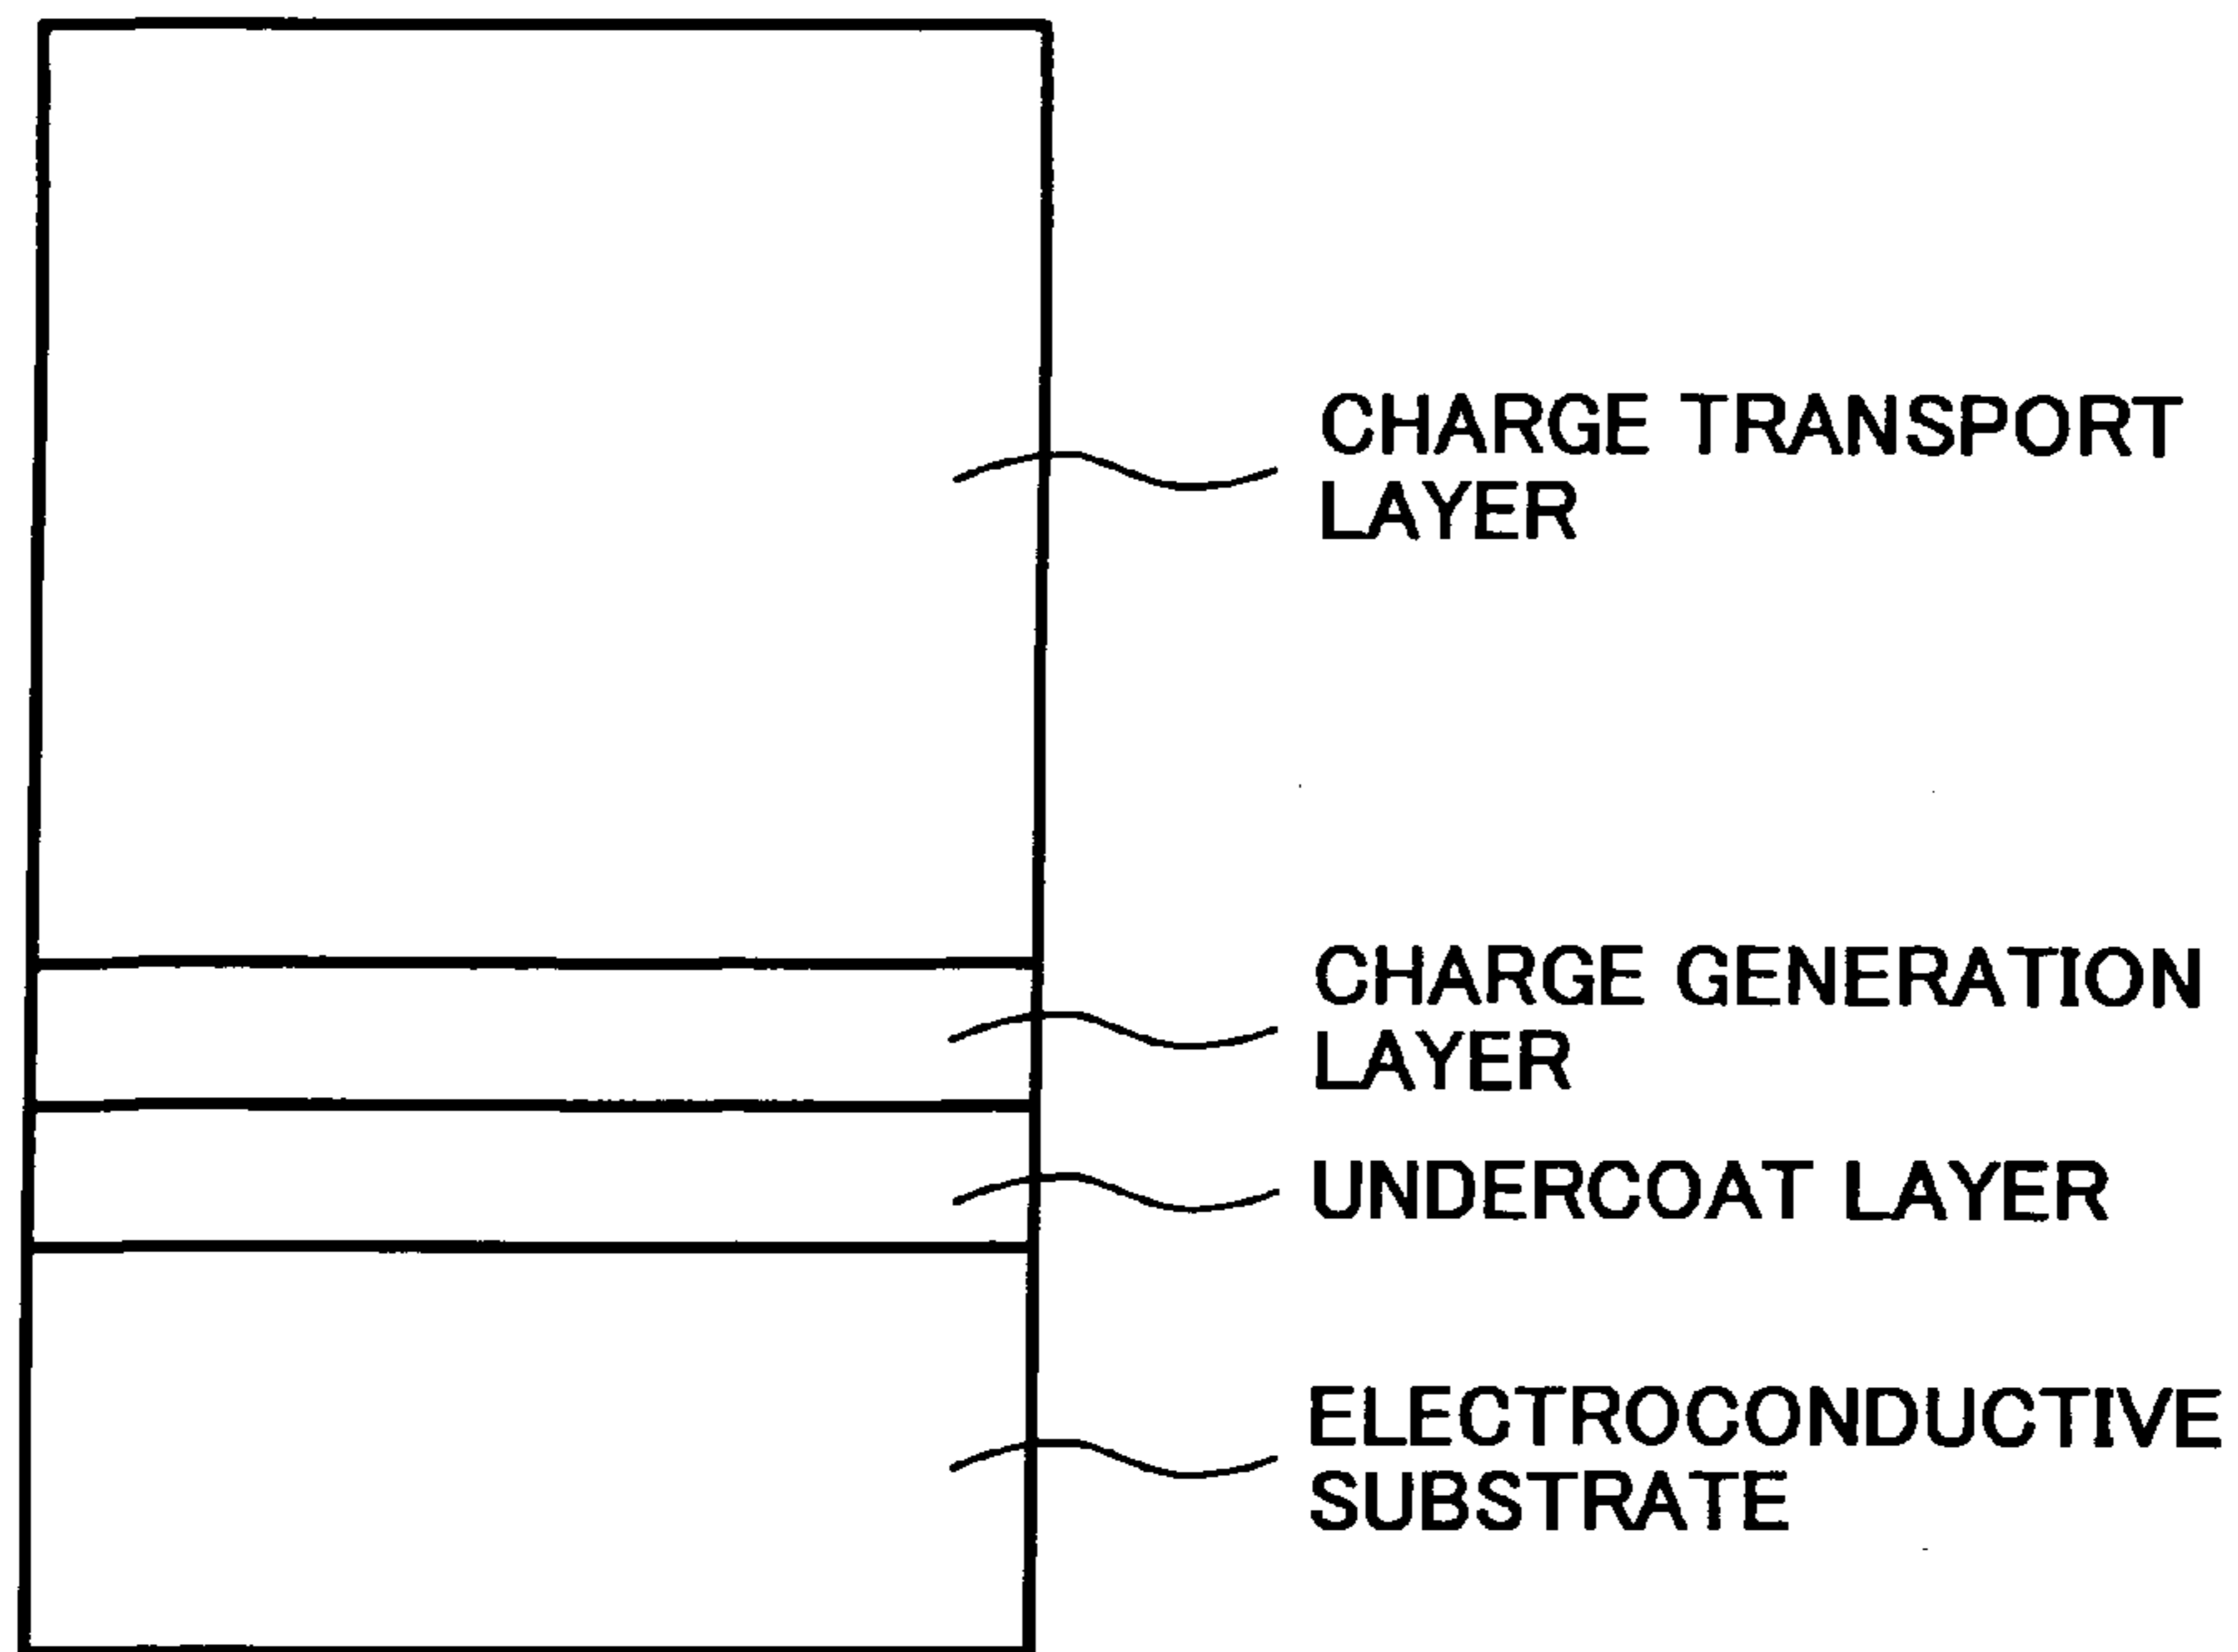 CHARGE TRANSPORT
LAYER
CHARGE GENERATION
LAYER
UNDERCOAT LAYER
ELECTROCONDUCTIVE
SUBSTRATE